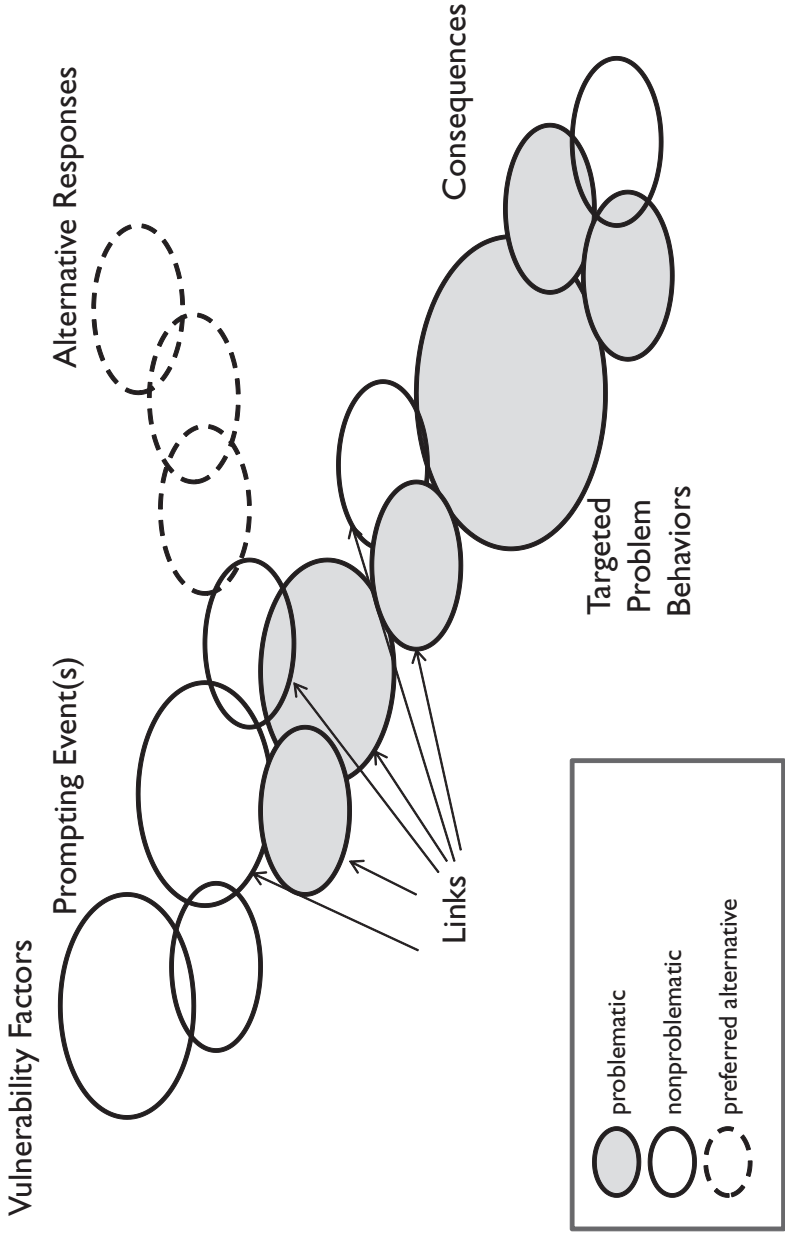 Vulnerability Factors
Prompting Event(s)
Alternative Responses
Consequences
Links
Targeted
Problem
Behaviors
problematic
nonproblematic
preferred alternative